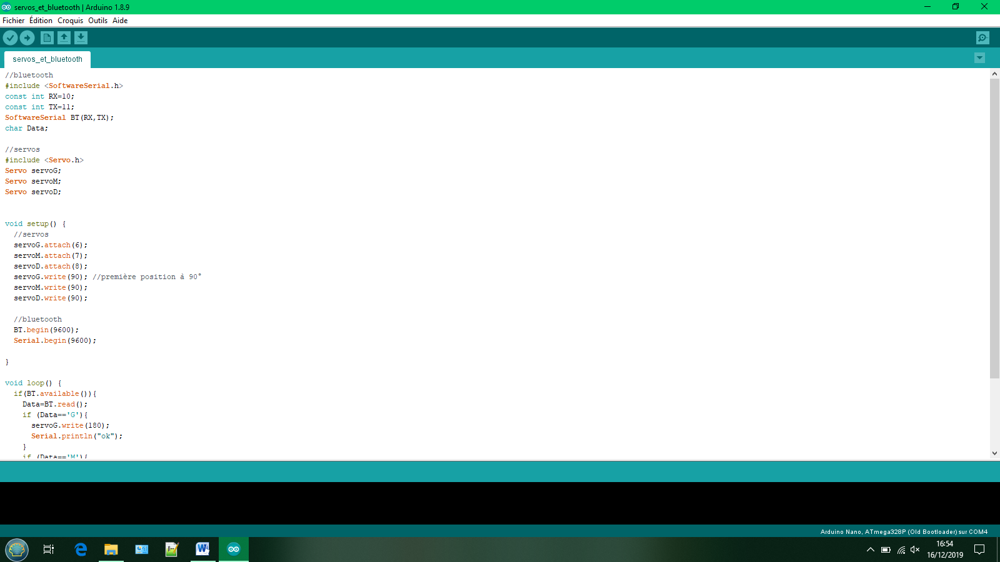 servos_et_bluetooth | Arduino 1.8.9
Fichier Édition Croquis Outils Aide
servos_et_bluetooth
//bluetooth
#include <SoftwareSerial.h>
const int RX=10;
const int TX=11;
SoftwareSerial BT(RX,TX);
char Data;
//servos
#include <Servo.h>
Servo servoG;
Servo servoM;
Servo servoD;
void setup() {
//servos
servoG.attach(6);
servoM.attach(7);
servoD.attach(8);
servoG.write(90); //première position à 90°
servoM.write(90);
servoD.write(90);
//bluetooth
BT.begin(9600);
Serial.begin(9600);
}
void loop() {
if(BT.available()){
Data=BT.read();
if (Data=='G'){
servoG.write(180);
Serial.println("ok");
}
if (Data=='M'){
Arduino Nano, ATmega328P (Old Bootloader) sur COM4
16:54
16/12/2019